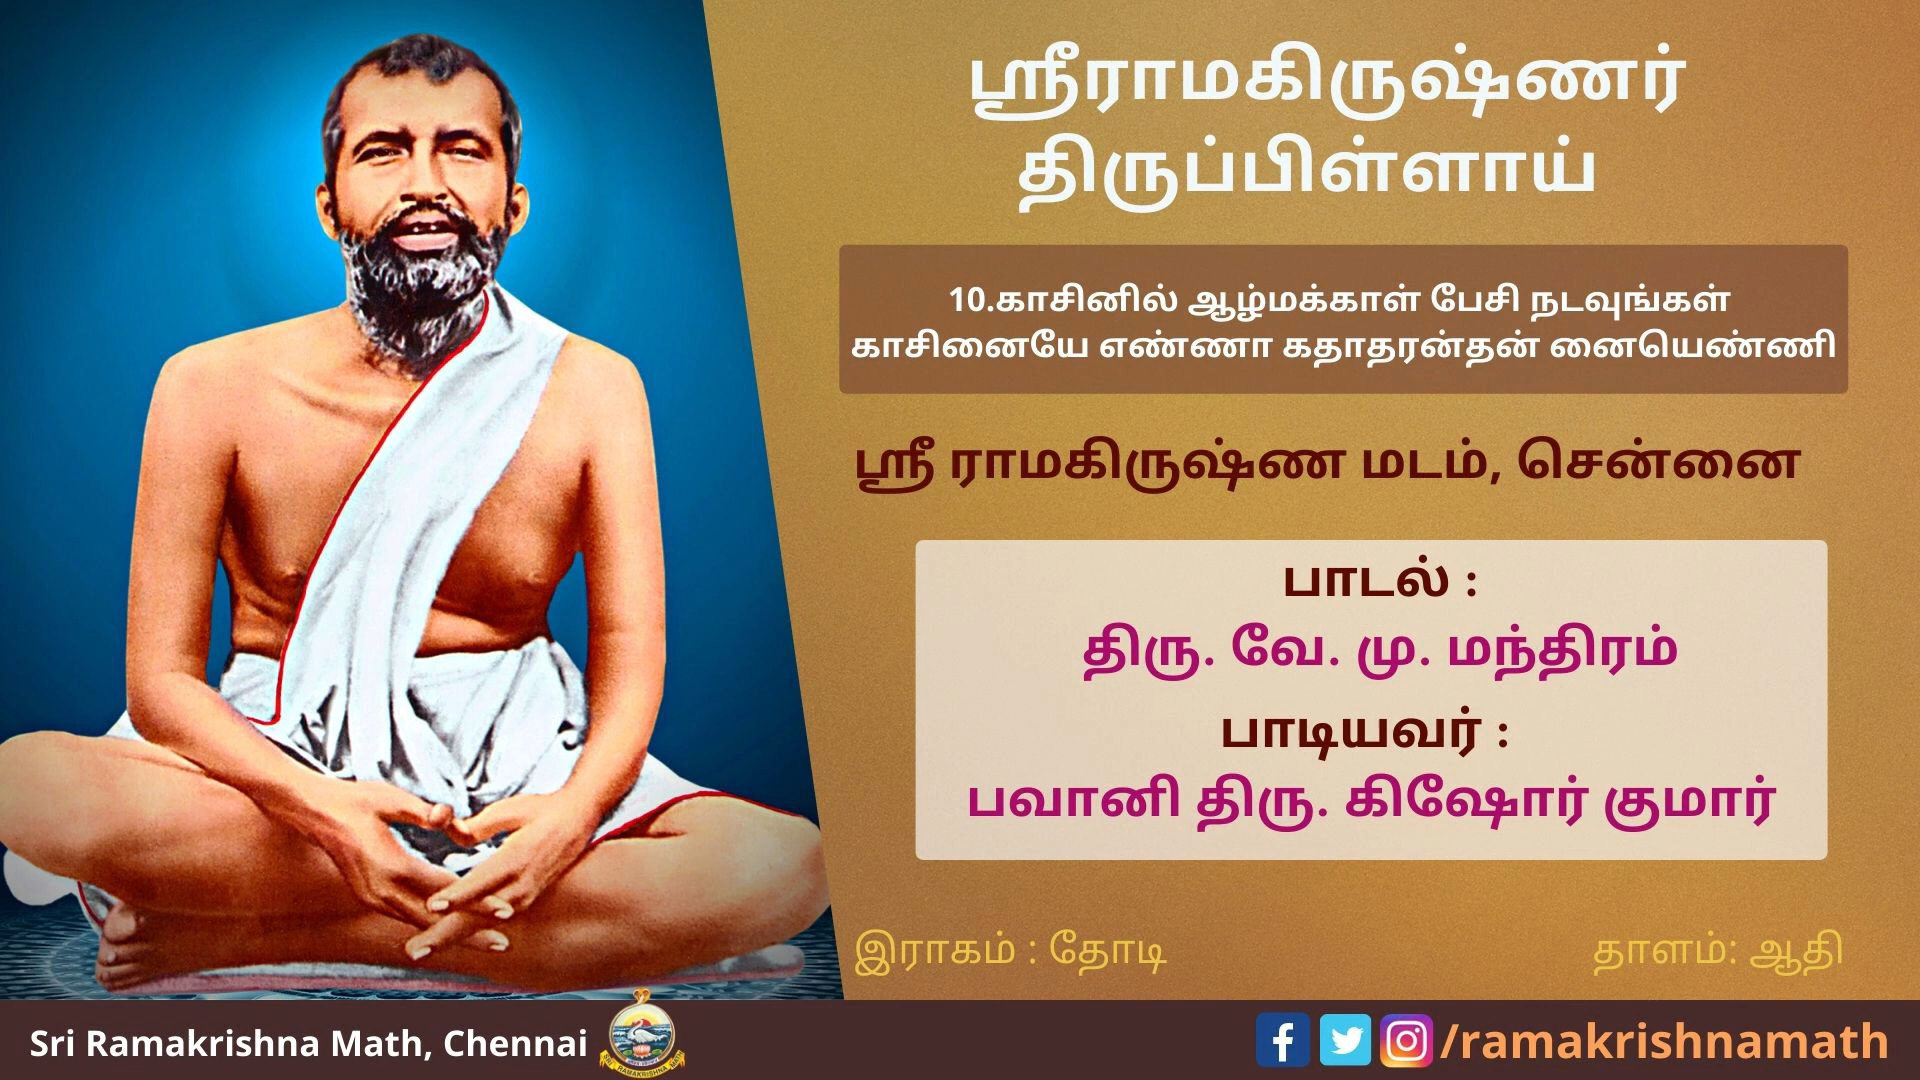 ஸ்ரீராமகிருஷ்ணர்
திருப்பிள்ளாய்
10.காசினில் ஆழ்மக்காள் பேசி நடவுங்கள்
காசினையே எண்ணா கதாதரன்தன் னையெண்ணி
ஸ்ரீ ராமகிருஷ்ண மடம், சென்னை
பாடல் :
திரு. வே. மு. மந்திரம்
பாடியவர் :
பவானி திரு. கிஷோர் குமார்
இராகம் : தோடி
தாளம்: ஆதி
Sri Ramakrishna Math, Chennai
/ramakrishnamath